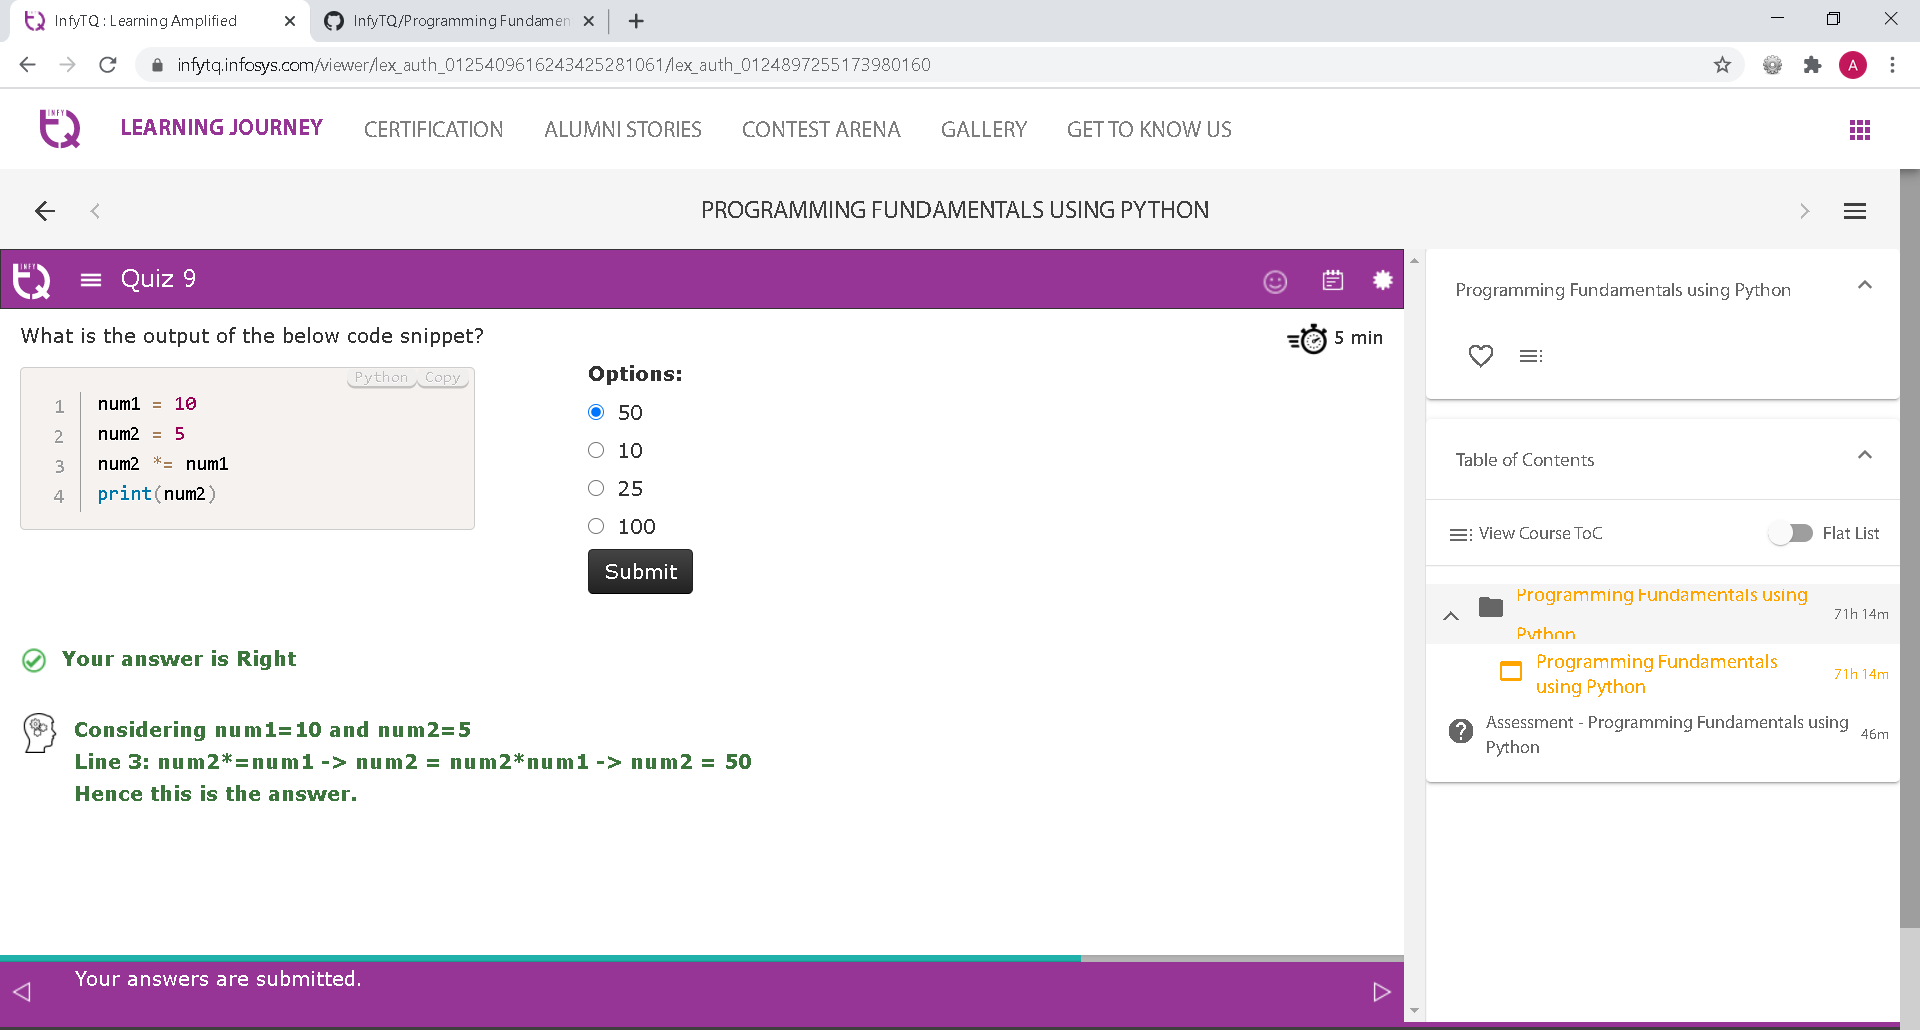 InfyTQ : Learning Amplified
InfyTQ/Programming Fundamen
infytq.infosys.com/viewer/lex_auth_0125409616243425281061/lex_auth_0124897255173980160
A
INFY
TQ
LEARNING JOURNEY
CERTIFICATION
ALUMNI STORIES
CONTEST ARENA
GALLERY
GET TO KNOW US
PROGRAMMING FUNDAMENTALS USING PYTHON
INFY
TQ
Quiz 9
What is the output of the below code snippet?
5 min
Python
Copy
1 num1 = 10
2 num2 = 5
3 num2 *= num1
4 print(num2)
Options:
50
10
25
100
Submit
Your answer is Right
Considering num1=10 and num2=5
Line 3: num2*=num1 -> num2 = num2*num1 -> num2 = 50
Hence this is the answer.
Your answers are submitted.
Programming Fundamentals using Python
Table of Contents
View Course ToC
Flat List
Programming Fundamentals using
Python
71h 14m
Programming Fundamentals
using Python
71h 14m
Assessment - Programming Fundamentals using
Python
46m